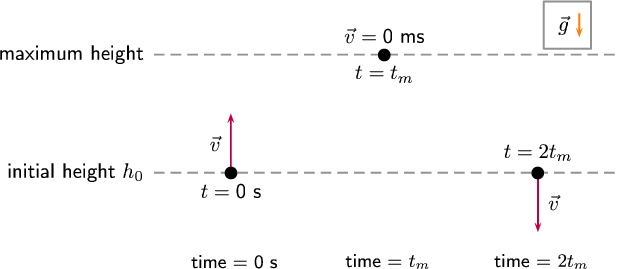 maximum height
$\vec{v}$ = 0 ms
$t = t_m$
$\vec{g}$
initial height $h_0$
$\vec{v}$
$t$ = 0 s
$t = 2t_m$
$\vec{v}$
time = 0 s
time = $t_m$
time = $2t_m$